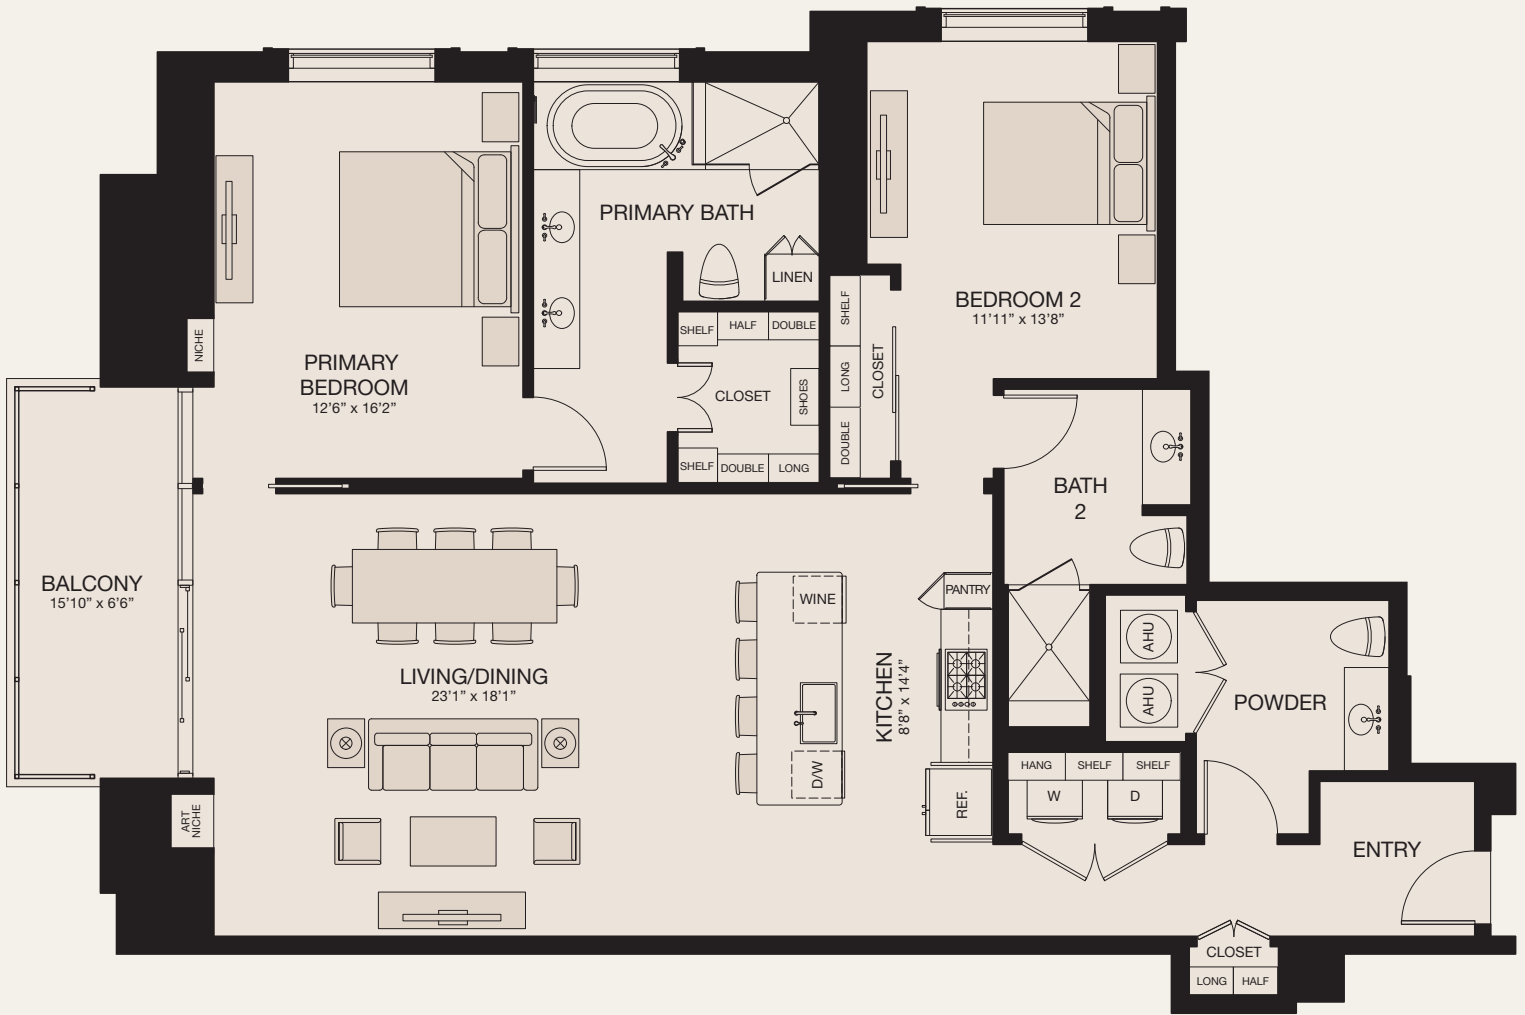 PRIMARY BATH
LINEN
SHELF
HALF
DOUBLE
CLOSET
SHOES
SHELF
DOUBLE
LONG
BEDROOM 2
11'11" x 13'8"
SHELF
LONG
DOUBLE
CLOSET
NICHE
PRIMARY
BEDROOM
12'6" x 16'2"
BATH
2
BALCONY
15'10" x 6'6"
LIVING/DINING
23'1" x 18'1"
WINE
D/W
KITCHEN
8'8" x 14'4"
PANTRY
REF.
AHU
AHU
POWDER
HANG
SHELF
SHELF
W
D
ART
NICHE
ENTRY
CLOSET
LONG
HALF